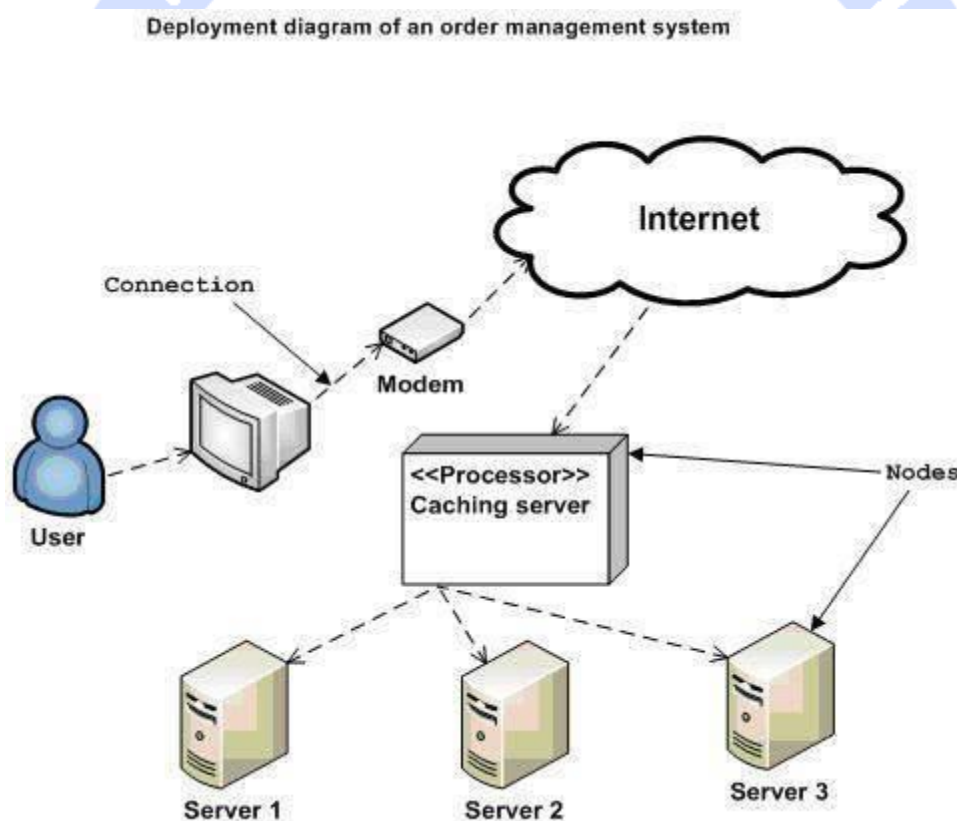 Deployment diagram of an order management system
Internet
Connection
Modem
<<Processor>>
Caching server
Nodes
User
Server 1
Server 2
Server 3